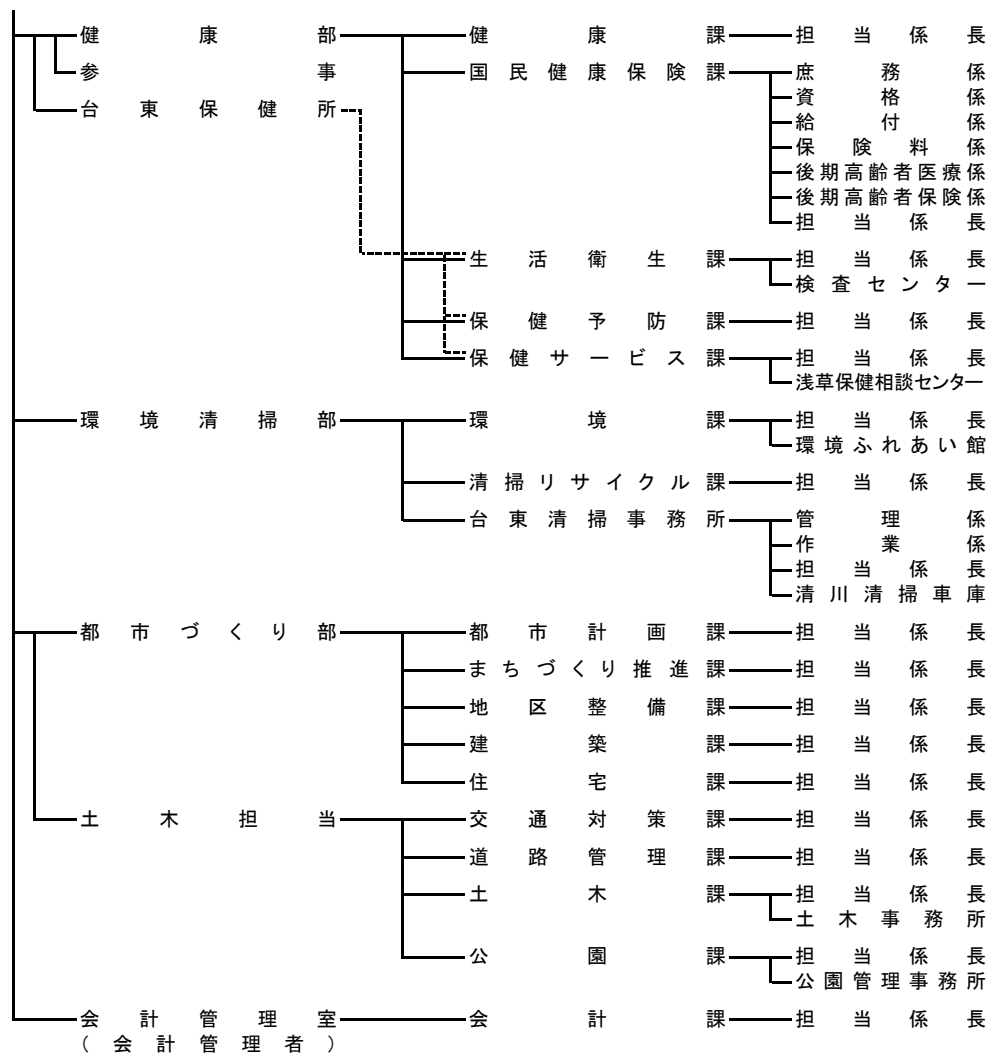 健康部 健康課 担当係長
参事 国民健康保険課 庶務係
資格係
台東保健所 給付係
保険料係
後期高齢者医療係
後期高齢者保険係
担当係長
生活衛生課 担当係長
検査センター
保健予防課 担当係長
保健サービス課 担当係長
浅草保健相談センター
環境清掃部 環境課 担当係長
環境ふれあい館
清掃リサイクル課 担当係長
台東清掃事務所 管理係
作業係
担当係長
清川清掃車庫
都市づくり部 都市計画課 担当係長
まちづくり推進課 担当係長
地区整備課 担当係長
建築課 担当係長
住宅課 担当係長
土木担当 交通対策課 担当係長
道路管理課 担当係長
土木課 担当係長
土木事務所
公園課 担当係長
公園管理事務所
会計管理室 会計課 担当係長
(会計管理者)